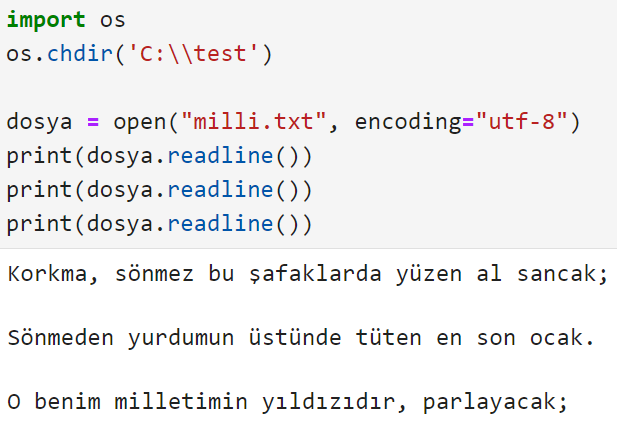 import os
os.chdir('C:\\test')
dosya = open("milli.txt", encoding="utf-8")
print(dosya.readline())
print(dosya.readline())
print(dosya.readline())
Korkma, sönmez bu şafaklarda yüzen al sancak;
Sönmeden yurdumun üstünde tüten en son ocak.
O benim milletimin yıldızıdır, parlayacak;